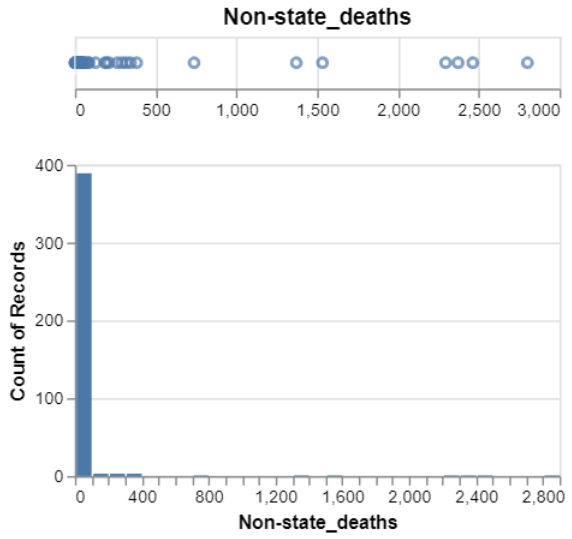 Non-state_deaths
0 500 1,000 1,500 2,000 2,500 3,000
400
300
200
100
0
Count of Records
0 400 800 1,200 1,600 2,000 2,400 2,800
Non-state_deaths